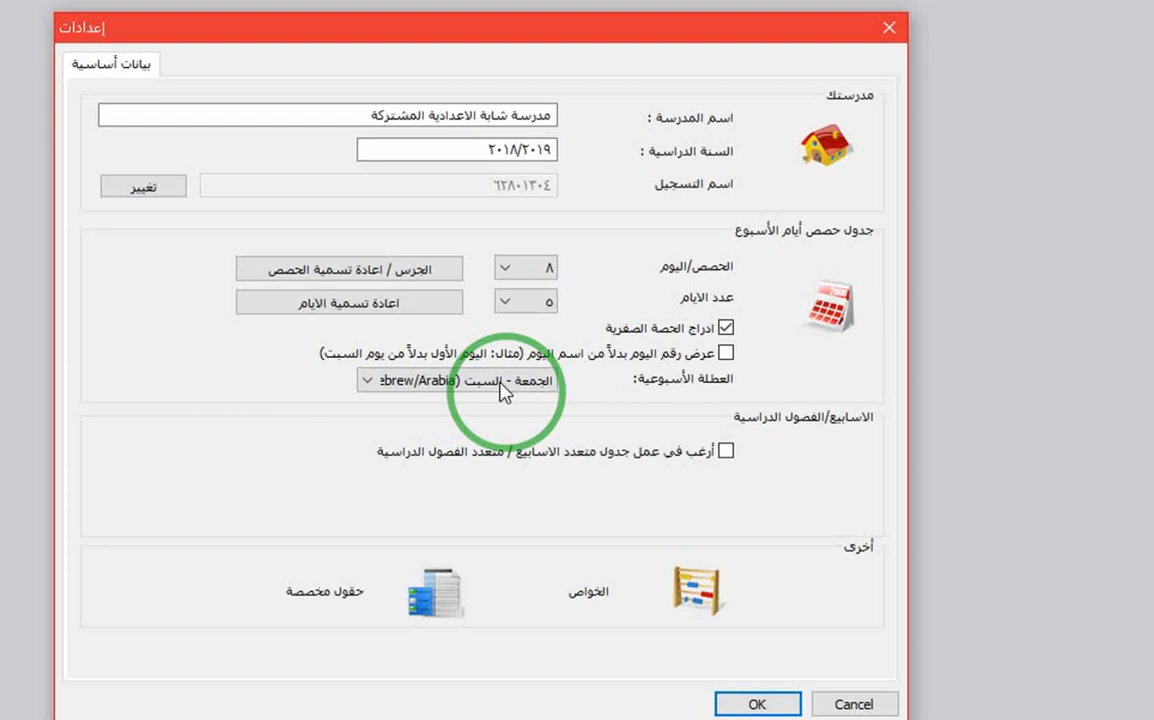 إعدادات
بيانات أساسية
مدرستك
اسم المدرسة :
مدرسة شابة الاعدادية المشتركة
السنة الدراسية :
٢٠١٨/٢٠١٩
اسم التسجيل
٦٢٨٠١٣٠٤
تغيير
جدول حصص أيام الأسبوع
الحصص/اليوم
٨
الجرس / اعادة تسمية الحصص
عدد الايام
٥
اعادة تسمية الايام
ادراج الحصة الصفرية
عرض رقم اليوم بدلاً من اسم اليوم (مثال: اليوم الأول بدلاً من يوم السبت)
العطلة الأسبوعية:
الجمعة - السبت (ebrew/Arabia
الاسابيع/الفصول الدراسية
أرغب في عمل جدول متعدد الاسابيع / متعدد الفصول الدراسية
أخرى
الخواص
حقول مخصصة
OK
Cancel